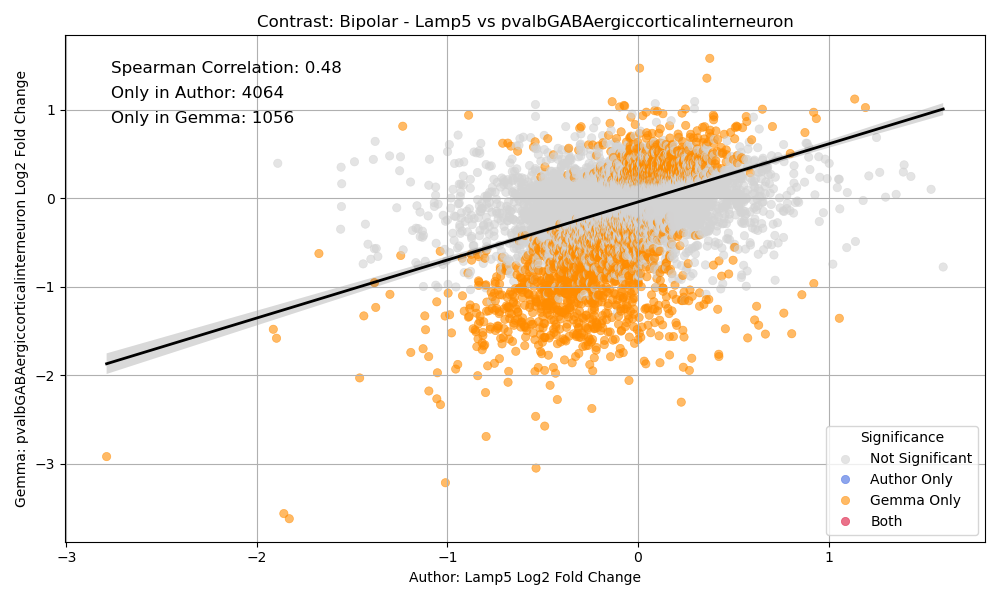 Contrast: Bipolar - Lamp5 vs pvalbGABAergiccorticalinterneuron
Spearman Correlation: 0.48
Only in Author: 4064
Only in Gemma: 1056
Gemma: pvalbGABAergiccorticalinterneuron Log2 Fold Change
1
0
−1
−2
−3
Significance
Not Significant
Author Only
Gemma Only
Both
−3
−2
−1
0
1
Author: Lamp5 Log2 Fold Change